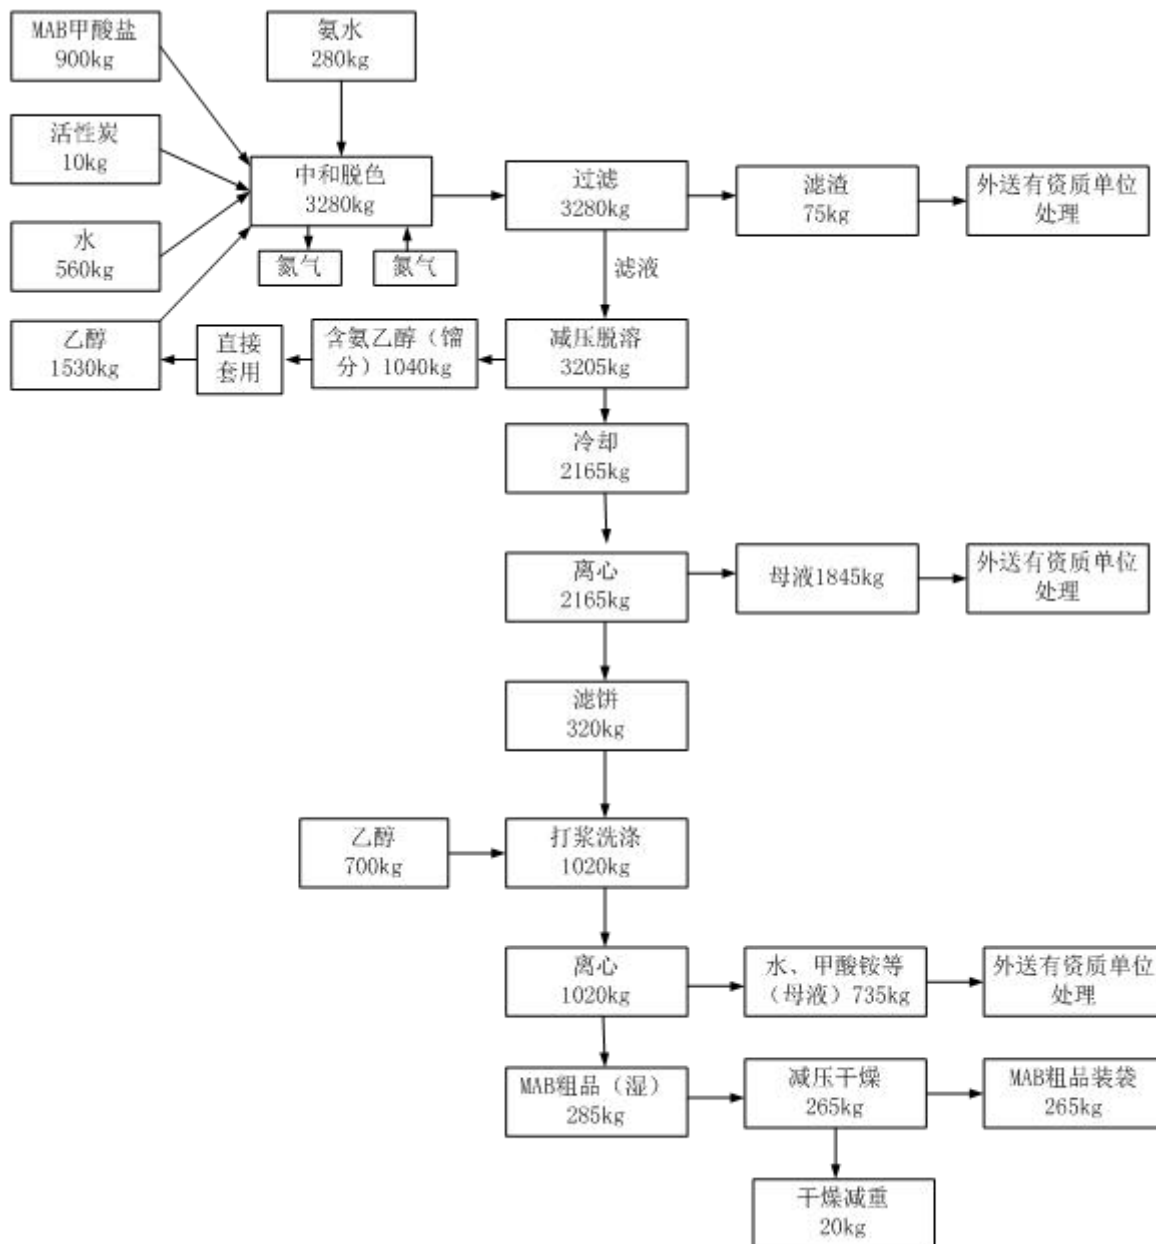 MAB甲酸盐
900kg
氨水
280kg
活性炭
10kg
中和脱色
3280kg
过滤
3280kg
滤渣
75kg
外送有资质单位
处理
水
560kg
氮气
氮气
滤液
乙醇
1530kg
直接
套用
含氨乙醇（馏
分）1040kg
减压脱溶
3205kg
冷却
2165kg
离心
2165kg
母液1845kg
外送有资质单位
处理
滤饼
320kg
乙醇
700kg
打浆洗涤
1020kg
离心
1020kg
水、甲酸铵等
（母液）735kg
外送有资质单位
处理
MAB粗品（湿）
285kg
减压干燥
265kg
MAB粗品装袋
265kg
干燥减重
20kg